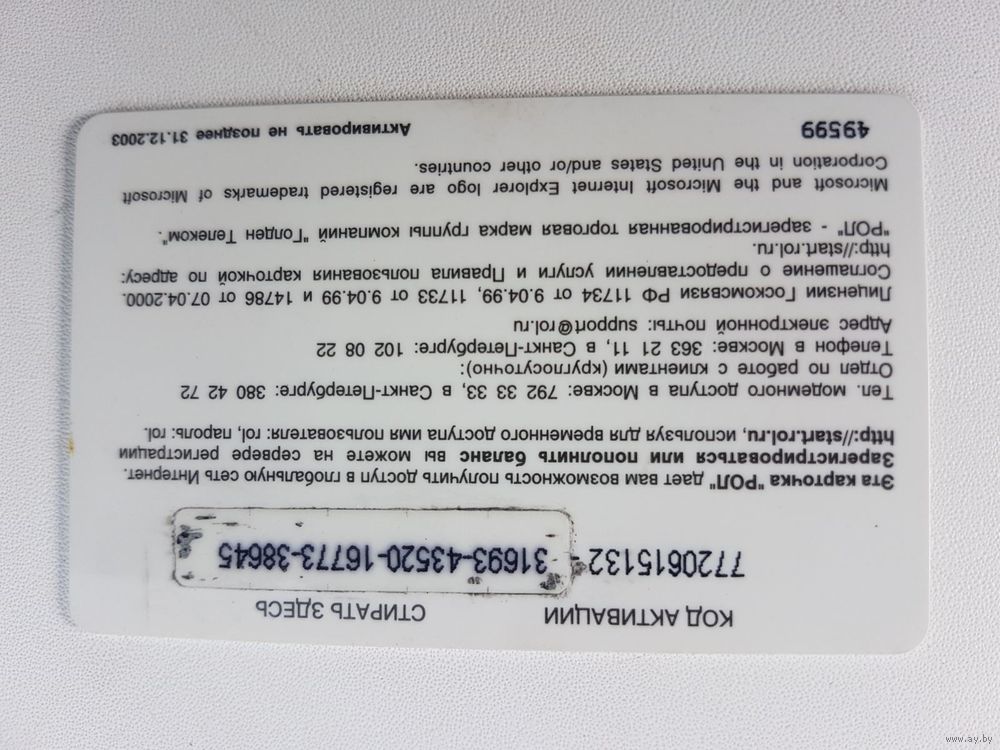 КОД АКТИВАЦИИ СТИРАТЬ ЗДЕСЬ
7720615132- 31693-43520-16773-38645
Эта карточка "РОЛ" дает вам возможность получить доступ в глобальную сеть Интернет.
Зарегистрироваться или пополнить баланс вы можете на сервере регистрации
http://start.rol.ru, используя для временного доступа имя пользователя: rol, пароль: rol.
Тел. модемного доступа в Москве: 792 33 33, в Санкт-Петербурге: 380 42 72
Отдел по работе с клиентами (круглосуточно):
Телефон в Москве: 363 21 11, в Санкт-Петербурге: 102 08 22
Адрес электронной почты: support@rol.ru
Лицензии Госкомсвязи РФ 11734 от 9.04.99, 11733 от 9.04.99 и 14786 от 07.04.2000.
Соглашение о предоставлении услуги и Правила пользования карточкой по адресу:
http://start.rol.ru.
"РОЛ" - зарегистрированная торговая марка группы компаний "Голден Телеком".
Microsoft and the Microsoft Internet Explorer logo are registered trademarks of Microsoft
Corporation in the United States and/or other countries.
49599 Активировать не позднее 31.12.2003
www.ay.by